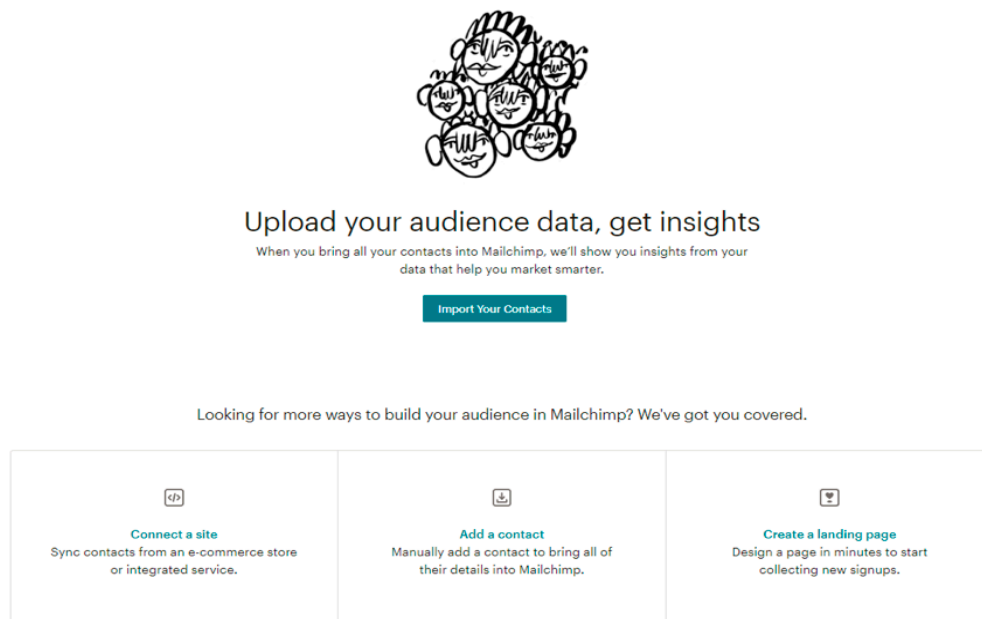 Upload your audience data, get insights
When you bring all your contacts into Mailchimp, we'll show you insights from your
data that help you market smarter.
Import Your Contacts
Looking for more ways to build your audience in Mailchimp? We've got you covered.
Connect a site
Sync contacts from an e-commerce store
or integrated service.
Add a contact
Manually add a contact to bring all of
their details into Mailchimp.
Create a landing page
Design a page in minutes to start
collecting new signups.